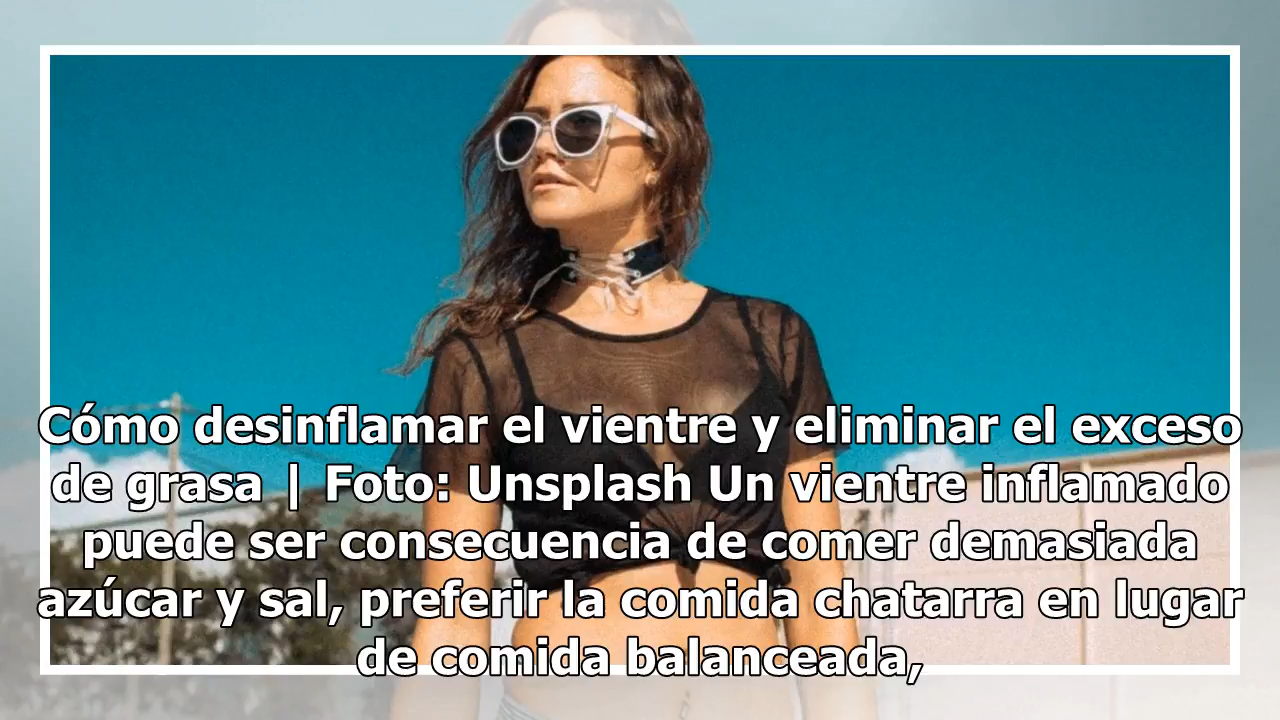 Cómo desinflamar el vientre y eliminar el exceso
de grasa | Foto: Unsplash Un vientre inflamado
puede ser consecuencia de comer demasiada
azúcar y sal, preferir la comida chatarra en lugar
de comida balanceada,